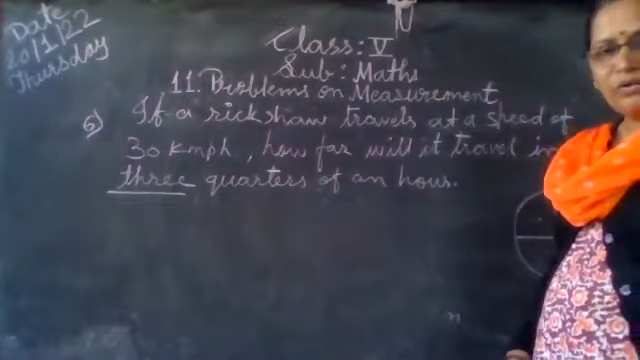 Date
20/1/22
Thursday
Class: V
Sub: Maths
11. Problems on Measurement
6) If a rickshaw travels at a speed of
30 kmph, how far will it travel in
three quarters of an hour.